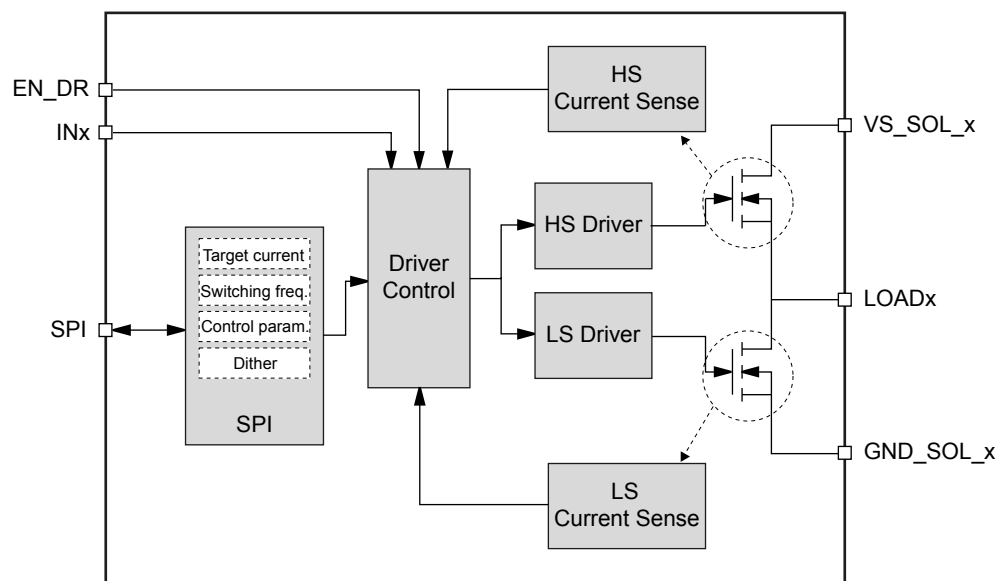 EN_DR
INx
SPI
Target current
Switching freq.
Control param.
Dither
SPI
Driver
Control
HS
Current Sense
HS Driver
LS Driver
LS
Current Sense
VS_SOL_x
LOADx
GND_SOL_x